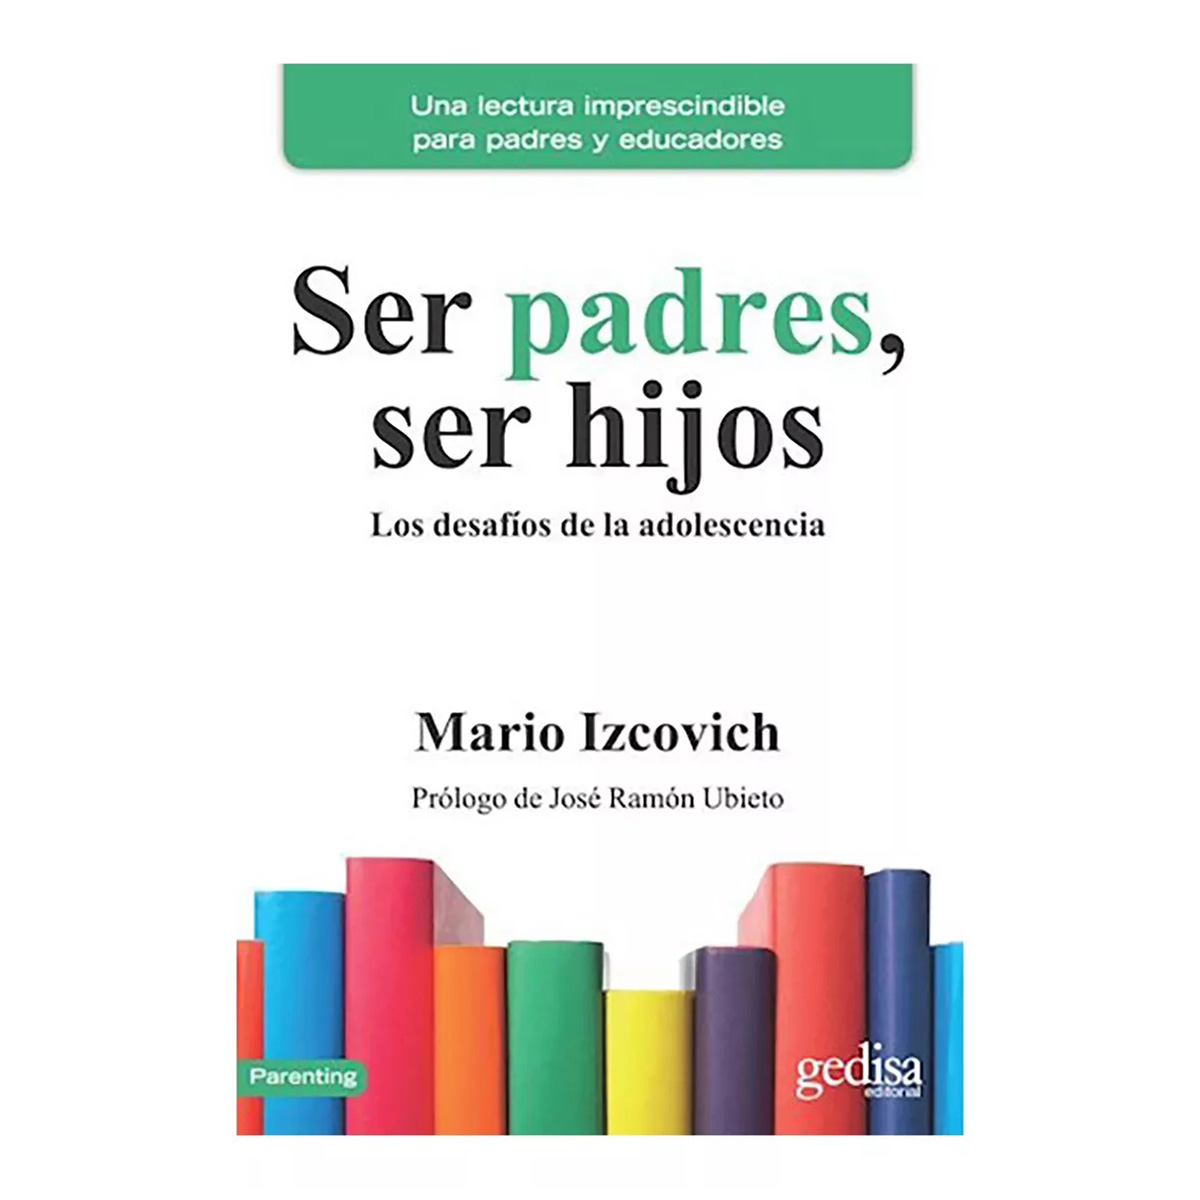 Una lectura imprescindible
para padres y educadores
Ser padres,
ser hijos
Los desafíos de la adolescencia
Mario Izcovich
Prólogo de José Ramón Ubieto
Parenting
gedisa
editorial